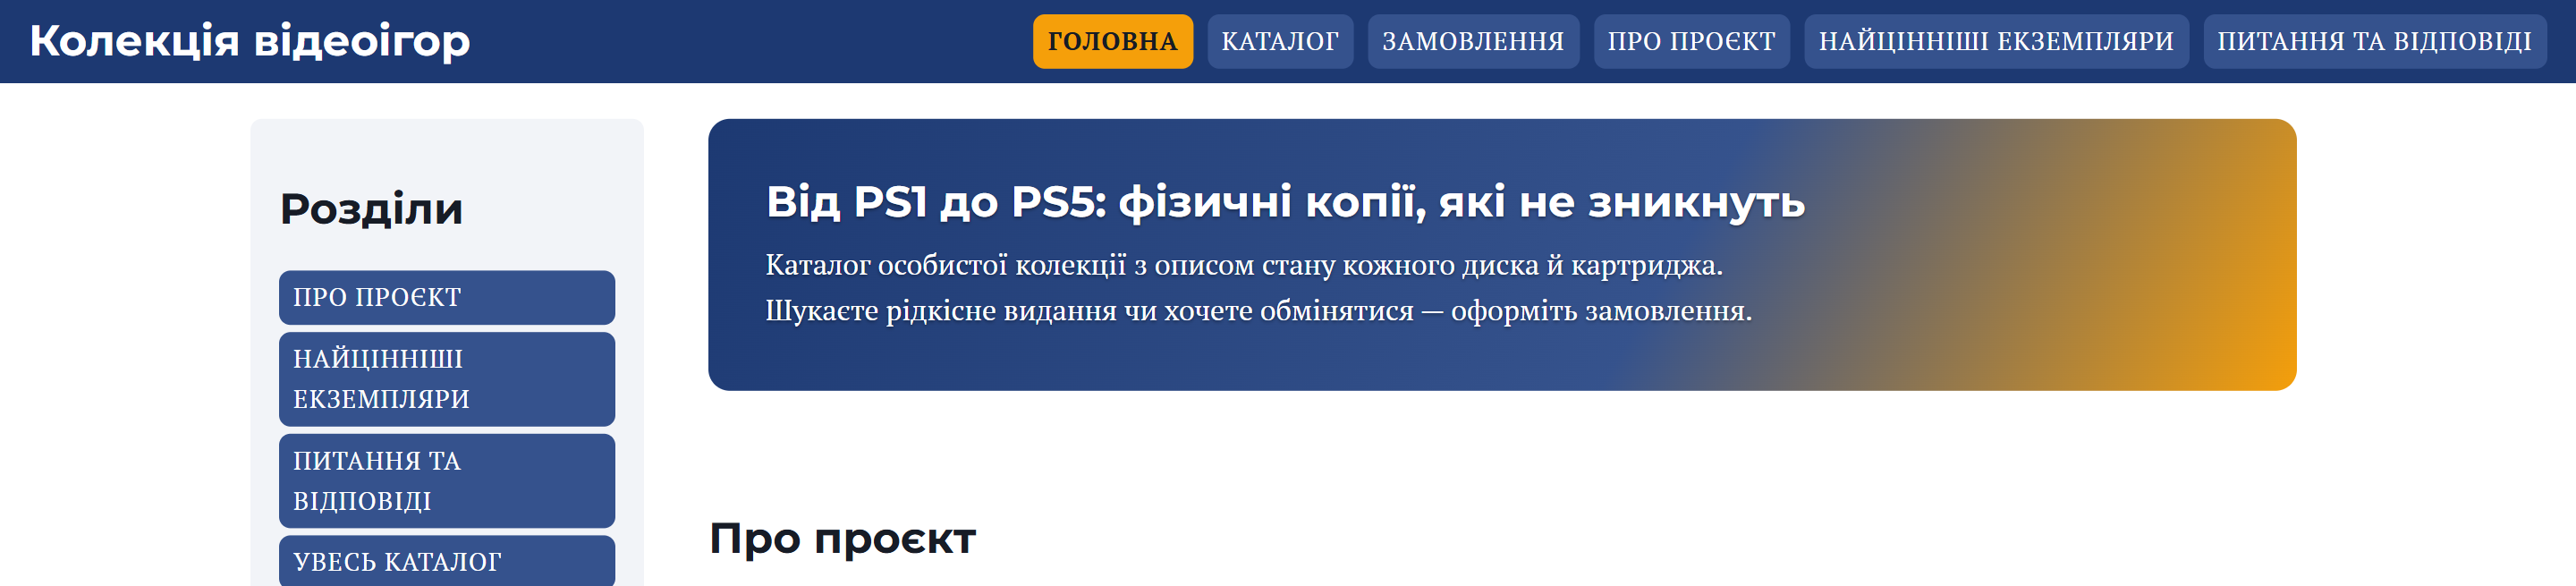 Колекція відеоігор
ГОЛОВНА
КАТАЛОГ
ЗАМОВЛЕННЯ
ПРО ПРОЄКТ
НАЙЦІННІШІ ЕКЗЕМПЛЯРИ
ПИТАННЯ ТА ВІДПОВІДІ
Розділи
ПРО ПРОЄКТ
НАЙЦІННІШІ
ЕКЗЕМПЛЯРИ
ПИТАННЯ ТА
ВІДПОВІДІ
УВЕСЬ КАТАЛОГ
Від PS1 до PS5: фізичні копії, які не зникнуть
Каталог особистої колекції з описом стану кожного диска й картриджа.
Шукаєте рідкісне видання чи хочете обмінятися — оформіть замовлення.
Про проєкт